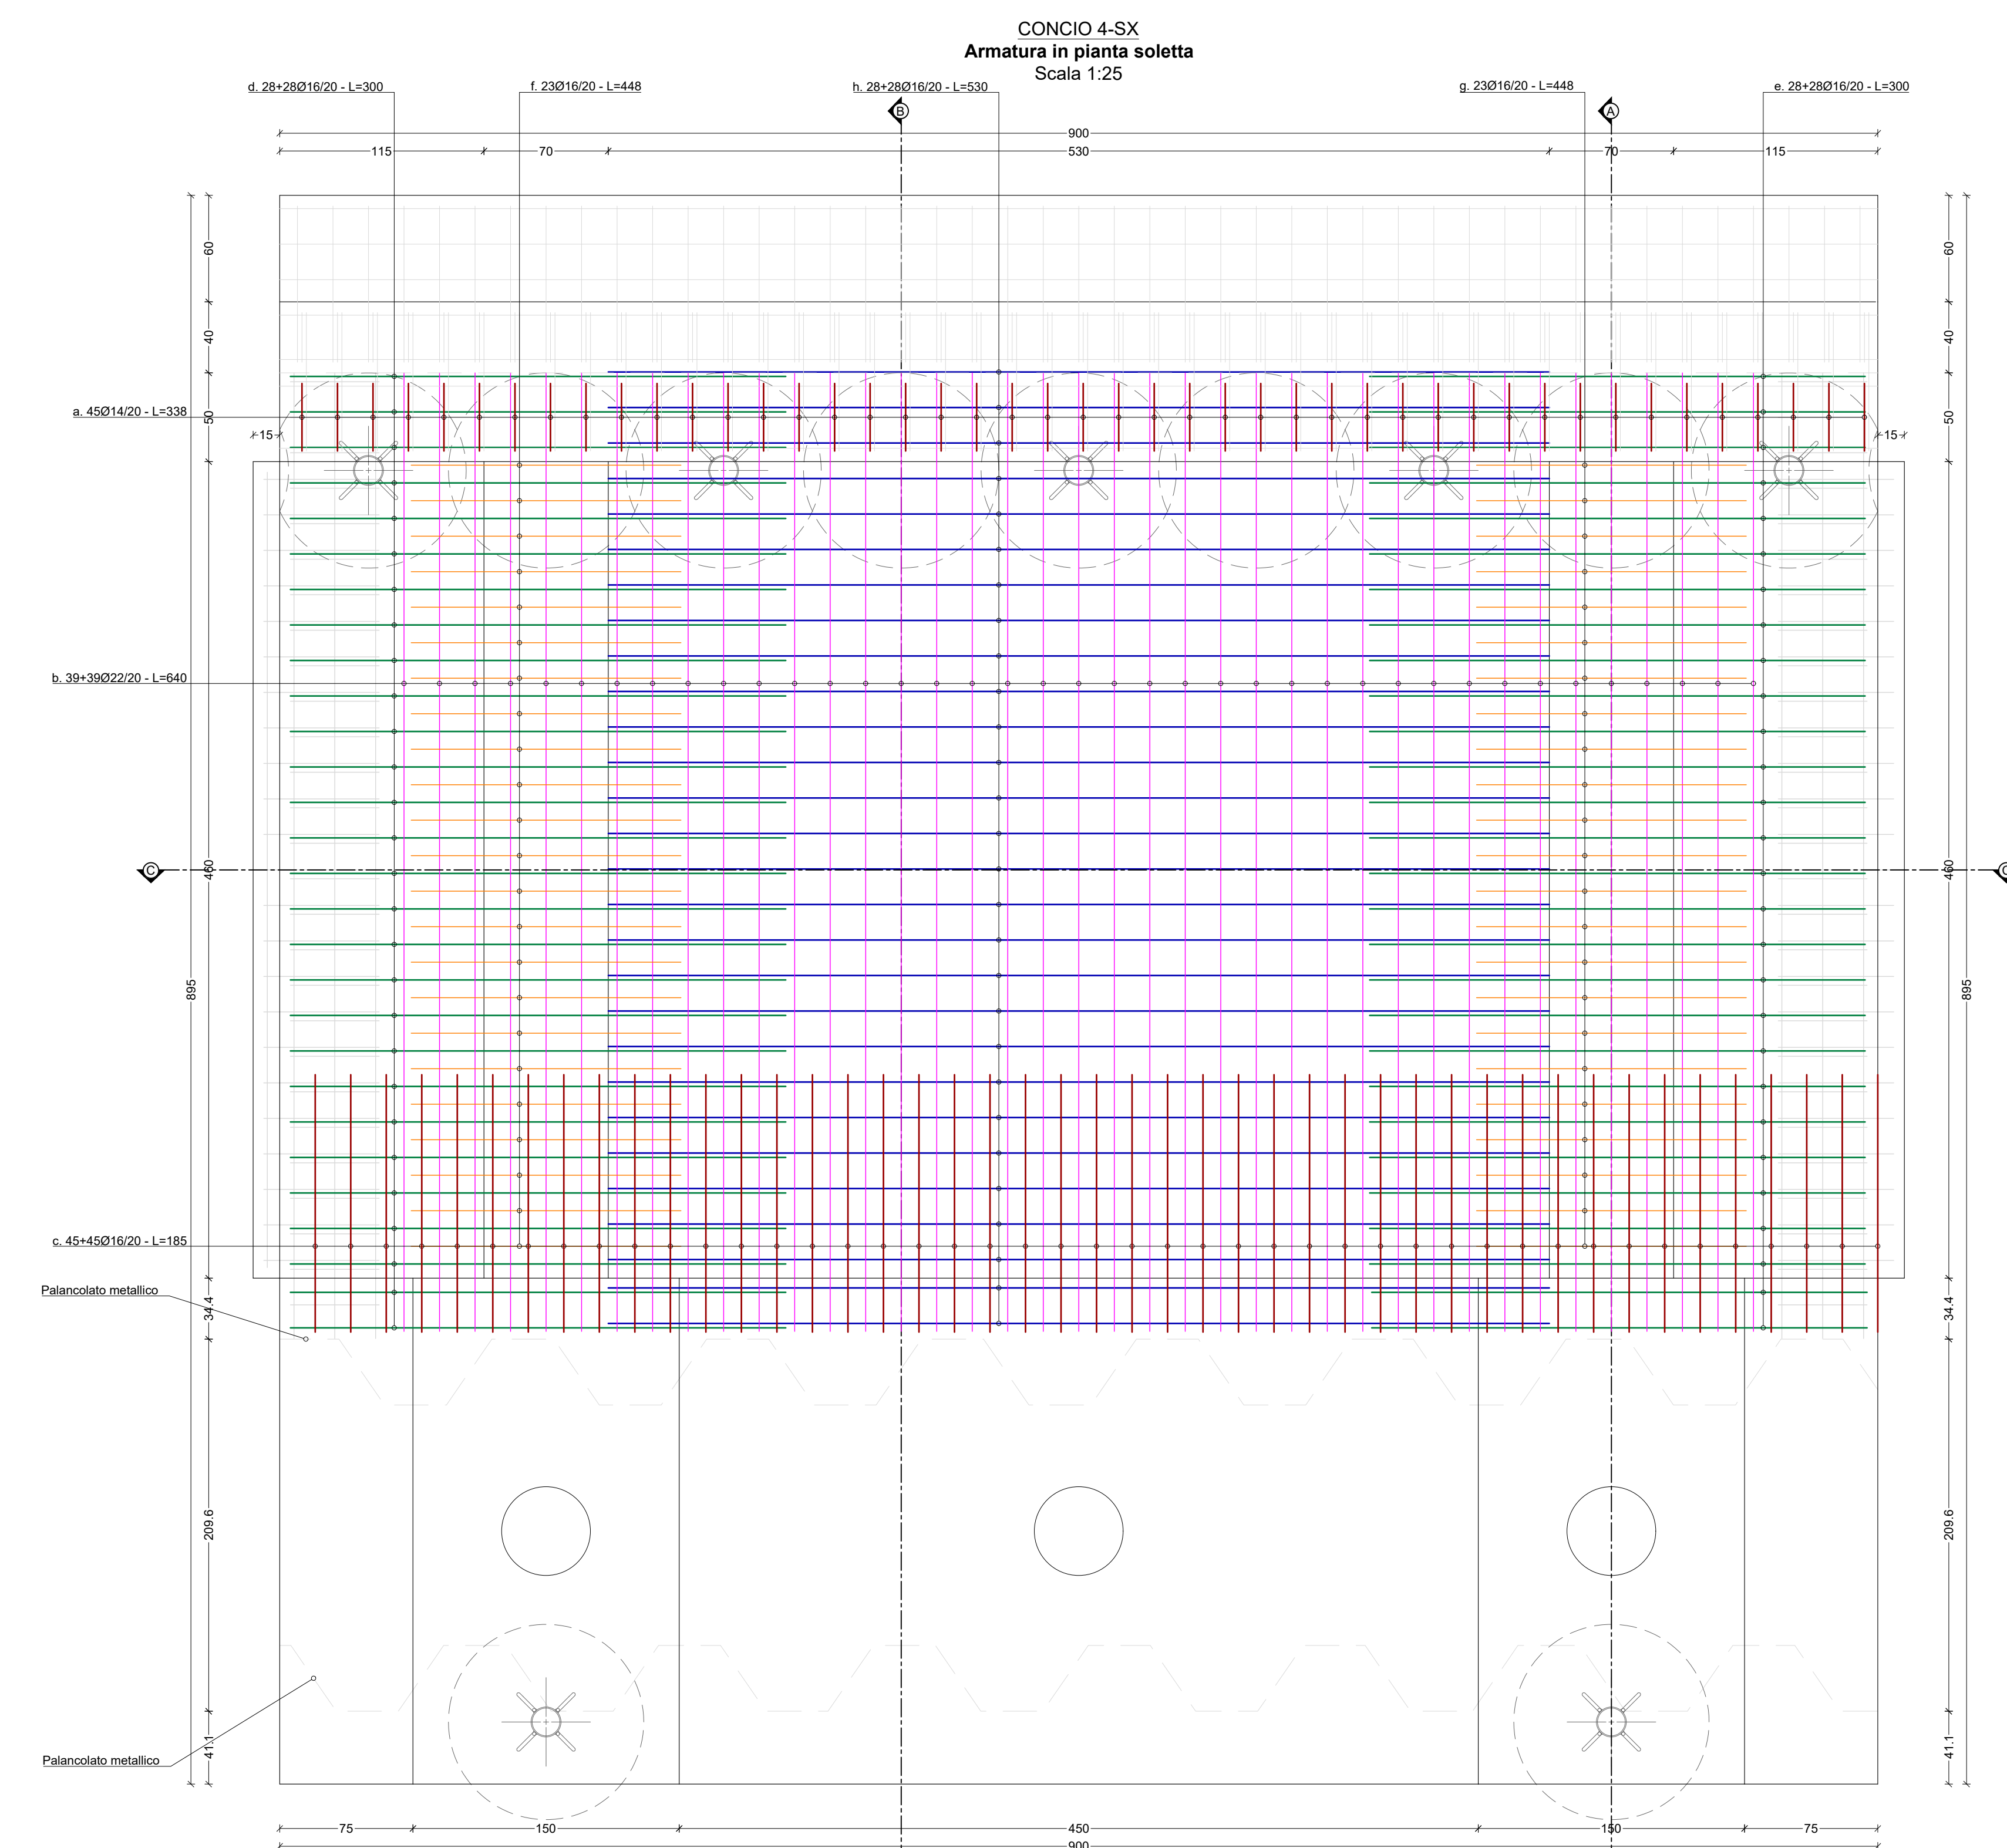 CONCIO 4-SX
Armatura in pianta soletta
Scala 1:25
d. 28+28Ø16/20 - L=300
f. 23Ø16/20 - L=448
h. 28+28Ø16/20 - L=530
g. 23Ø16/20 - L=448
e. 28+28Ø16/20 - L=300
B
A
900
115
70
530
70
115
60
60
40
40
a. 45Ø14/20 - L=338
50
50
15
15
b. 39+39Ø22/20 - L=640
C
460
460
895
895
c. 45+45Ø16/20 - L=185
Palancolato metallico
34.4
34.4
209.6
209.6
Palancolato metallico
41.1
41.1
75
150
450
150
75
900